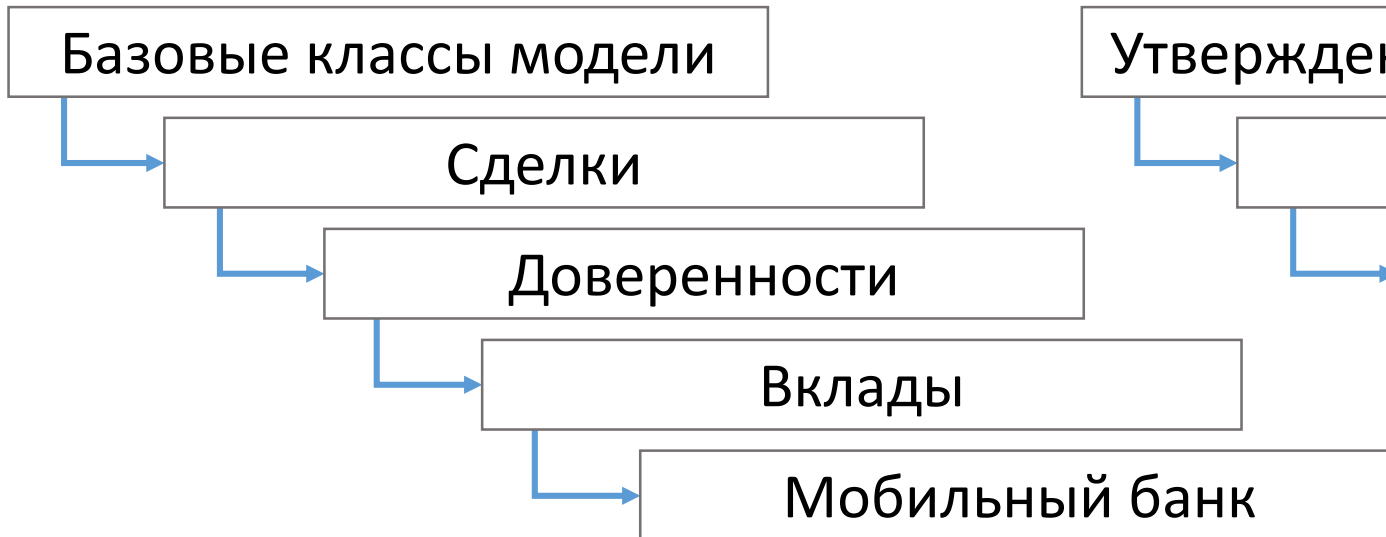 Базовые классы модели
Сделки
Доверенности
Вклады
Мобильный банк